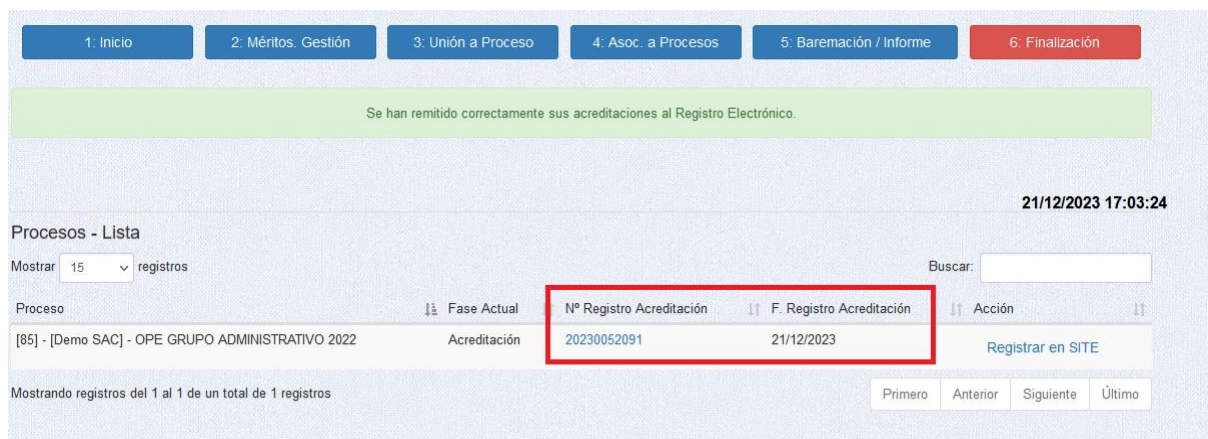 1: Inicio 2: Méritos. Gestión 3: Unión a Proceso 4: Asoc. a Procesos 5: Baremación / Informe 6: Finalización
Se han remitido correctamente sus acreditaciones al Registro Electrónico.
21/12/2023 17:03:24
Procesos - Lista
Mostrar 15 registros Buscar:
Proceso Fase Actual Nº Registro Acreditación F. Registro Acreditación Acción
[85] - [Demo SAC] - OPE GRUPO ADMINISTRATIVO 2022 Acreditación 20230052091 21/12/2023 Registrar en SITE
Mostrando registros del 1 al 1 de un total de 1 registros Primero Anterior Siguiente Último